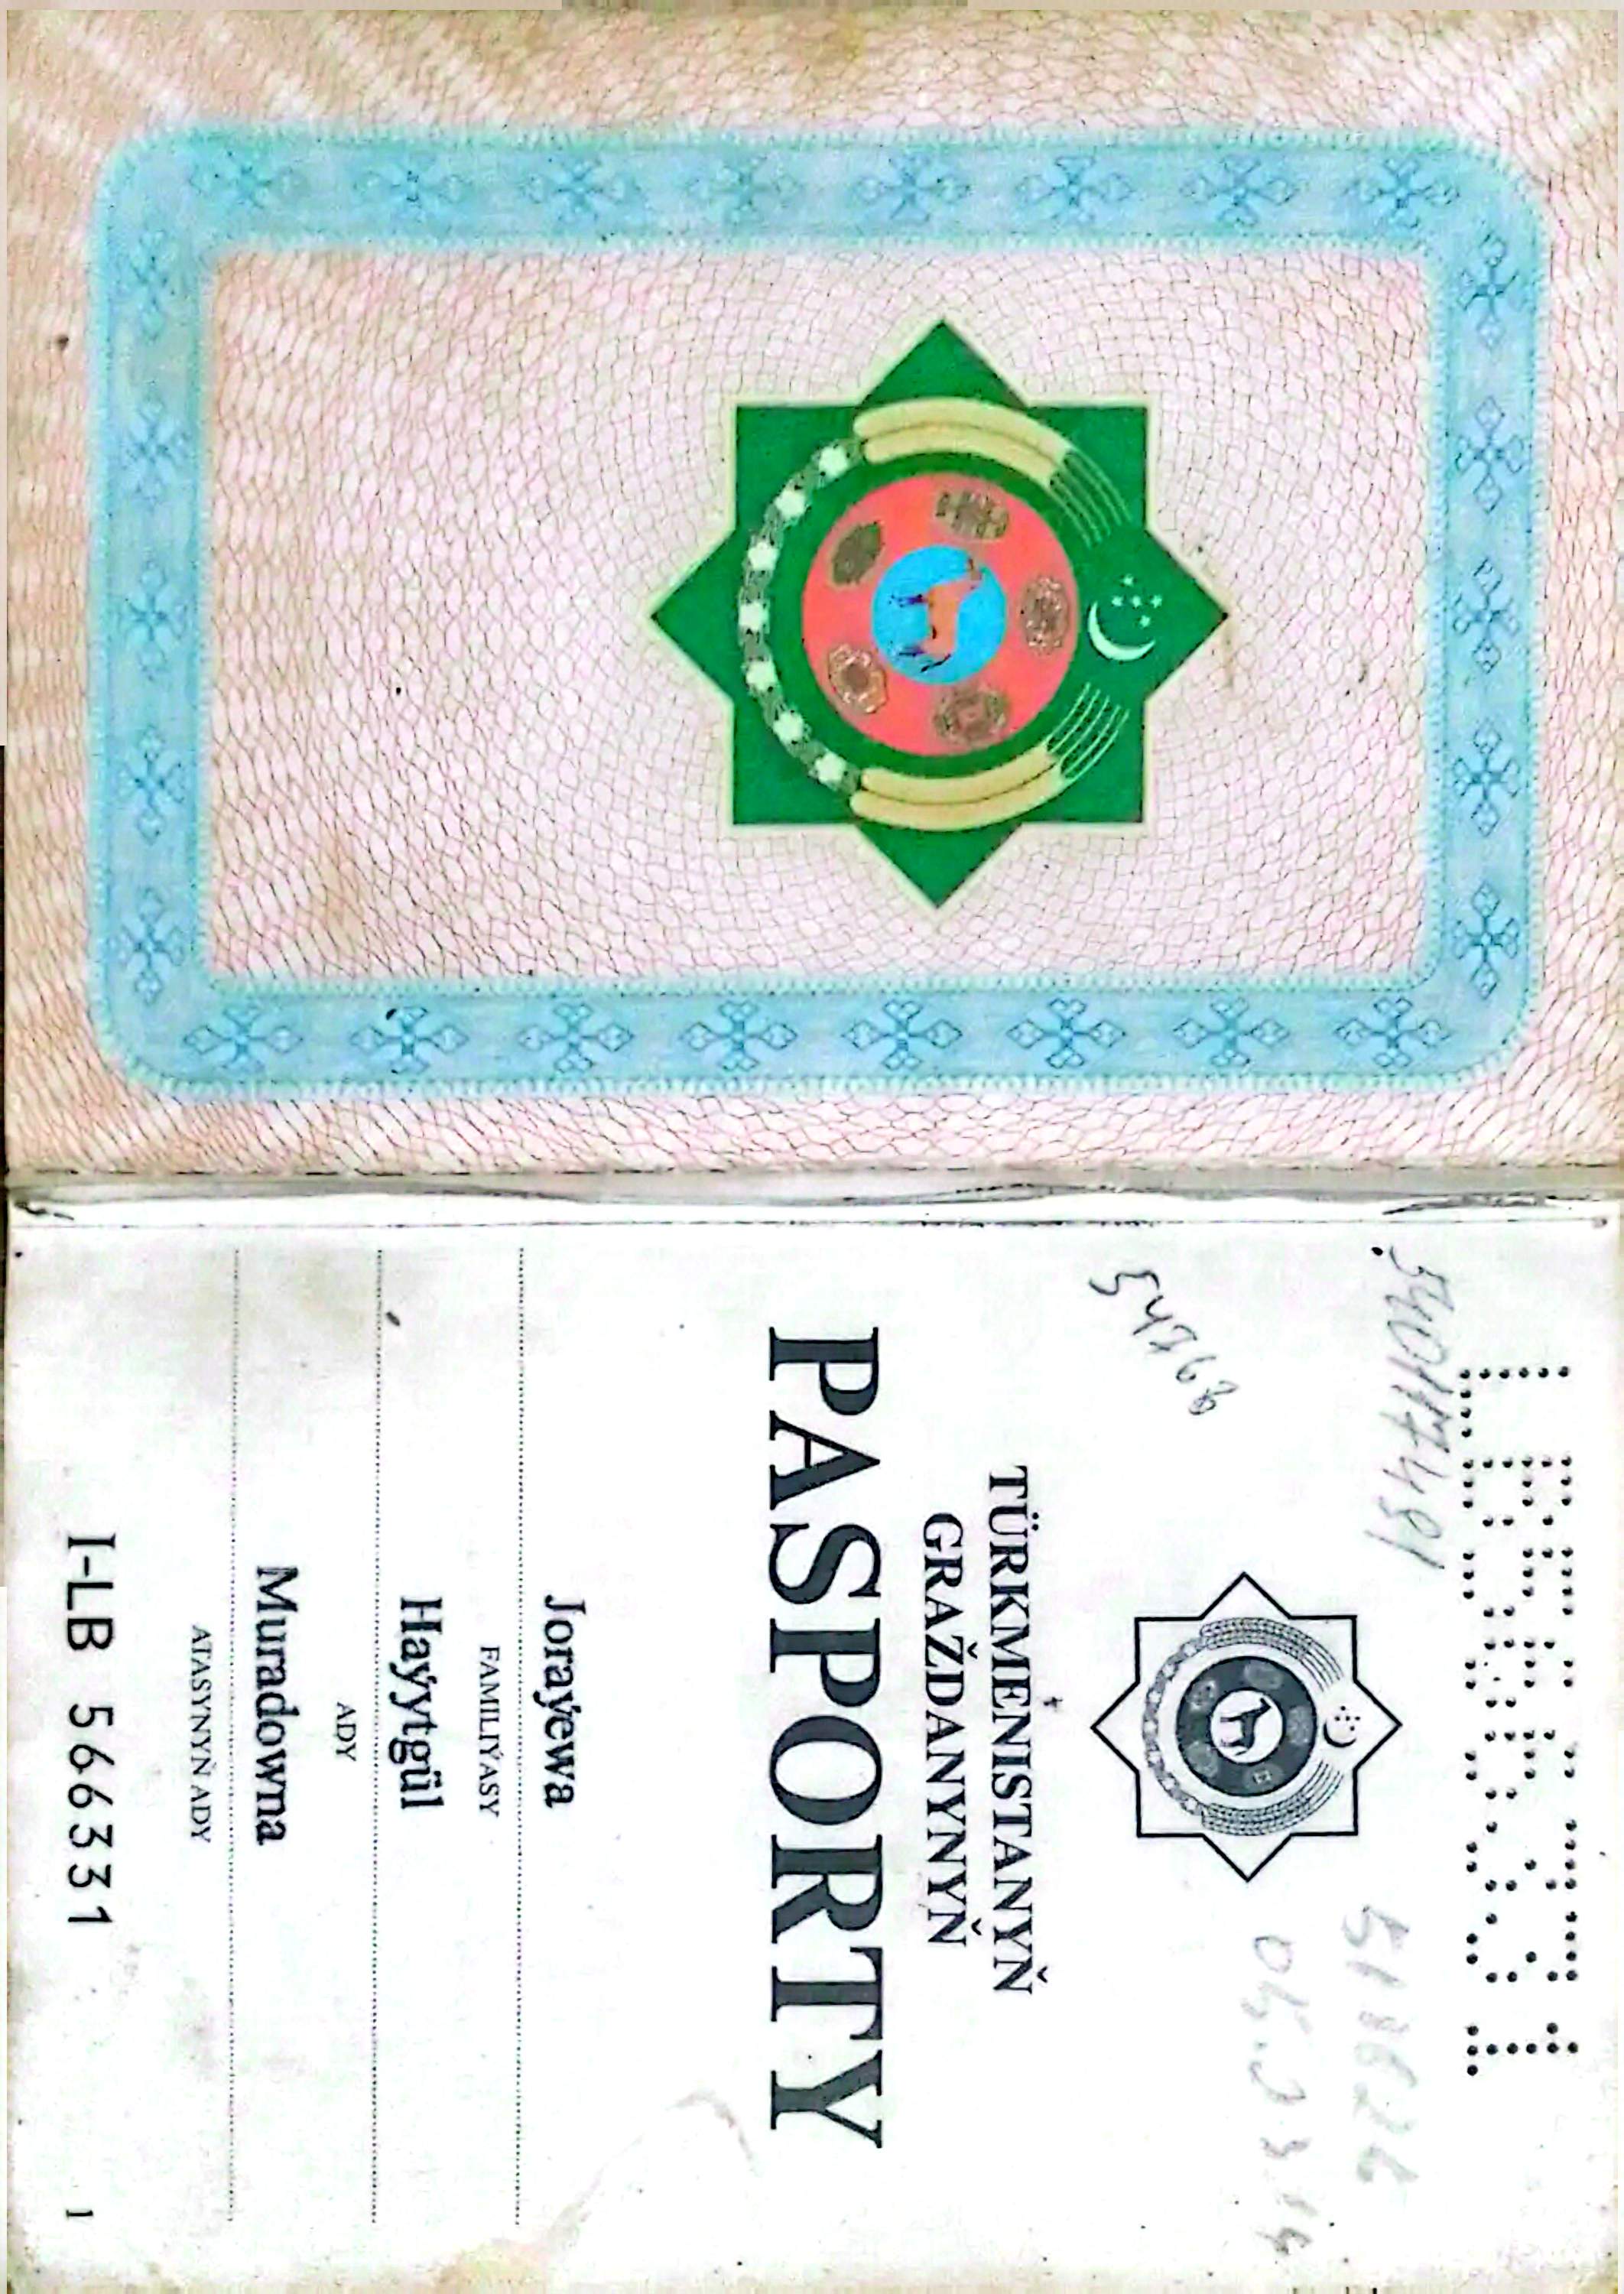 TÜRKMENISTANYŇ
GRAŽDANYNYŇ
PASPORTY
Joraýewa
FAMILIÝASY
Haýytgül
ADY
Muradowna
ATASYNYŇ ADY
I-LB 566331
1